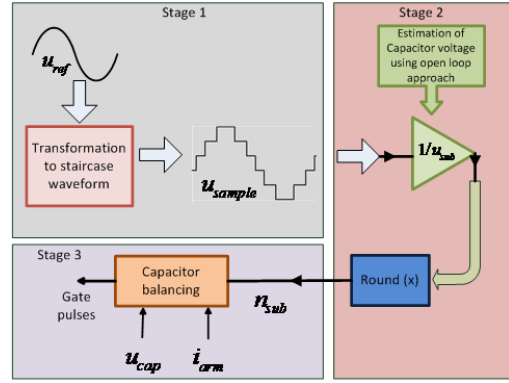 Stage 1
u_ref
Transformation
to staircase
waveform
u_sample
Stage 2
Estimation of
Capacitor voltage
using open loop
approach
1/u_sub
Round (x)
Stage 3
n_sub
Capacitor
balancing
Gate
pulses
u_cap
i_arm